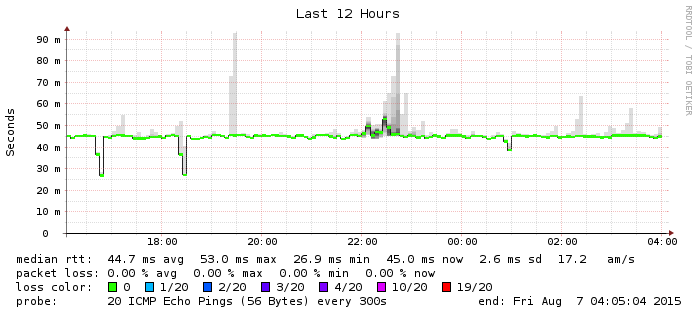 Last 12 Hours
RRDTOOL / TOBI OETIKER
Seconds
90 m
80 m
70 m
60 m
50 m
40 m
30 m
20 m
10 m
0
18:00 20:00 22:00 00:00 02:00 04:00
median rtt: 44.7 ms avg 53.0 ms max 26.9 ms min 45.0 ms now 2.6 ms sd 17.2 am/s
packet loss: 0.00 % avg 0.00 % max 0.00 % min 0.00 % now
loss color: 0 1/20 2/20 3/20 4/20 10/20 19/20
probe: 20 ICMP Echo Pings (56 Bytes) every 300s end: Fri Aug 7 04:05:04 2015